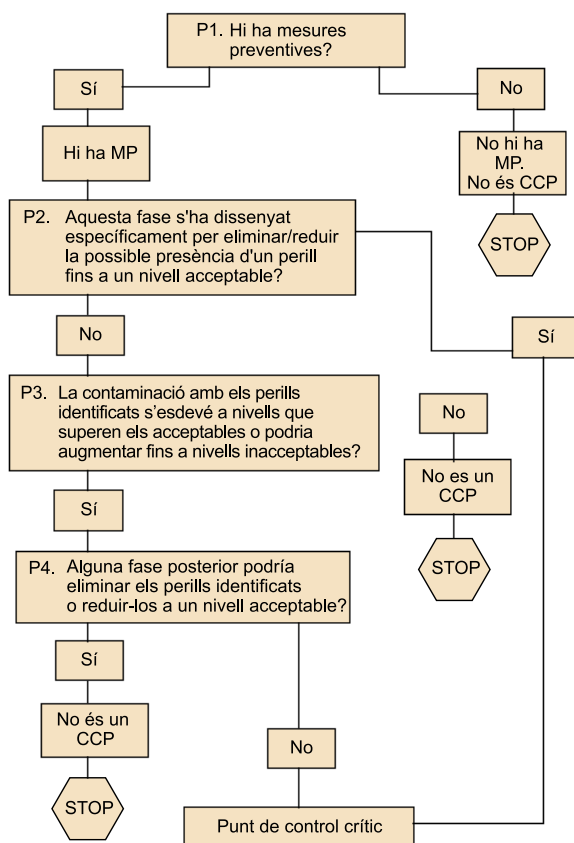 P1. Hi ha mesures
preventives?
Sí
No
Hi ha MP
No hi ha
MP.
No és CCP
STOP
P2. Aquesta fase s'ha dissenyat
específicament per eliminar/reduir
la possible presència d'un perill
fins a un nivell acceptable?
No
Sí
P3. La contaminació amb els perills
identificats s'esdevé a nivells que
superen els acceptables o podria
augmentar fins a nivells inacceptables?
No
No es un
CCP
STOP
Sí
P4. Alguna fase posterior podría
eliminar els perills identificats
o reduir-los a un nivell acceptable?
Sí
No és un
CCP
STOP
No
Punt de control crític